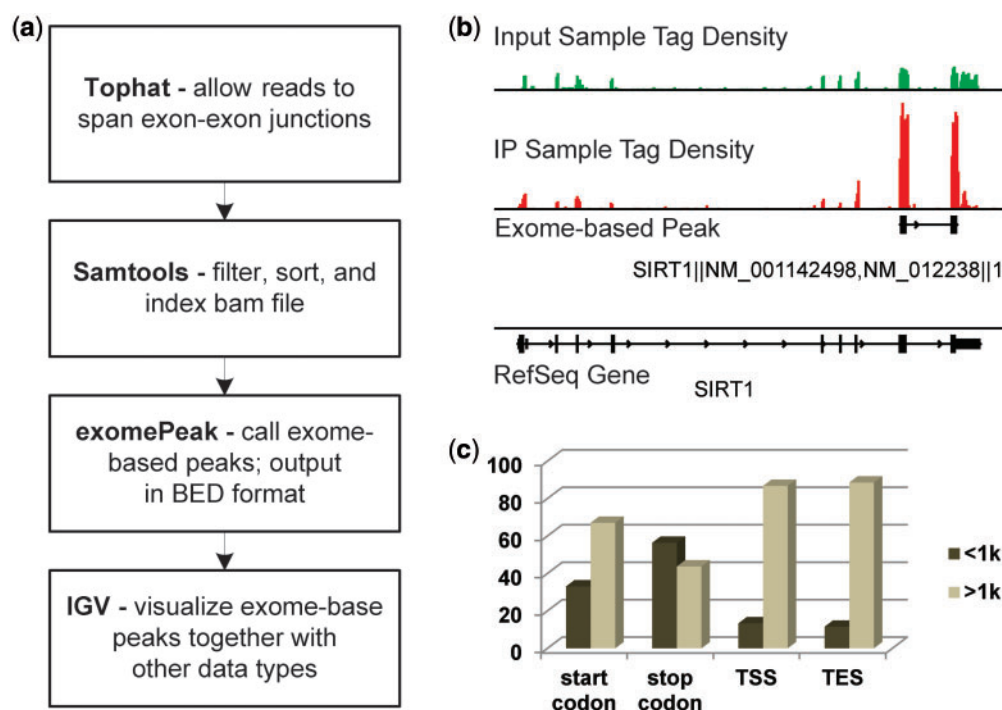 (a)
Tophat - allow reads to
span exon-exon junctions
Samtools - filter, sort, and
index bam file
exomePeak - call exome-
based peaks; output
in BED format
IGV - visualize exome-base
peaks together with
other data types
(b)
Input Sample Tag Density
IP Sample Tag Density
Exome-based Peak
SIRT1||NM_001142498,NM_012238||1
RefSeq Gene
SIRT1
(c)
100
80
60
40
20
0
start
codon
stop
codon
TSS
TES
<1k
>1k